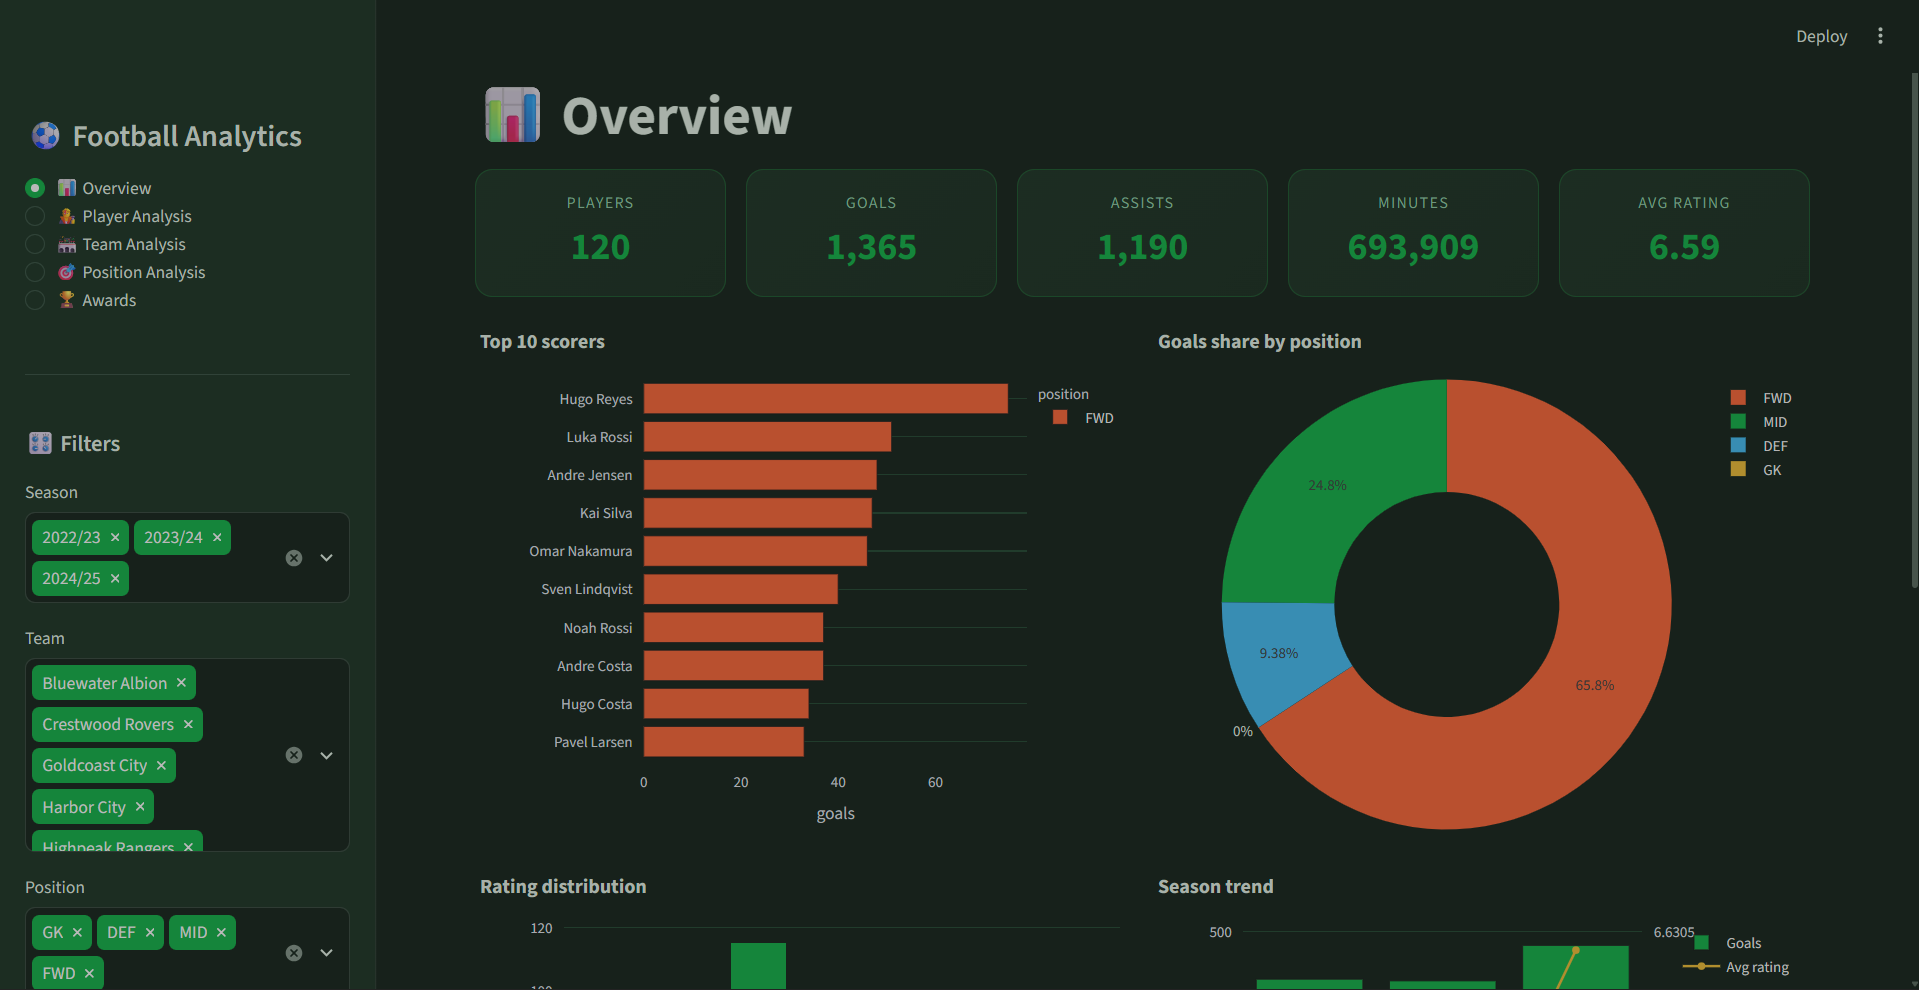 Deploy
Football Analytics
Overview
Player Analysis
Team Analysis
Position Analysis
Awards
Filters
Season
2022/23 2023/24
2024/25
Team
Bluewater Albion
Crestwood Rovers
Goldcoast City
Harbor City
Highpeak Rangers
Position
GK DEF MID
FWD
Overview
PLAYERS
120
GOALS
1,365
ASSISTS
1,190
MINUTES
693,909
AVG RATING
6.59
Top 10 scorers
Hugo Reyes
Luka Rossi
Andre Jensen
Kai Silva
Omar Nakamura
Sven Lindqvist
Noah Rossi
Andre Costa
Hugo Costa
Pavel Larsen
0 20 40 60
goals
position
FWD
Goals share by position
24.8%
9.38%
0%
65.8%
FWD
MID
DEF
GK
Rating distribution
120
Season trend
500
6.6305
Goals
Avg rating